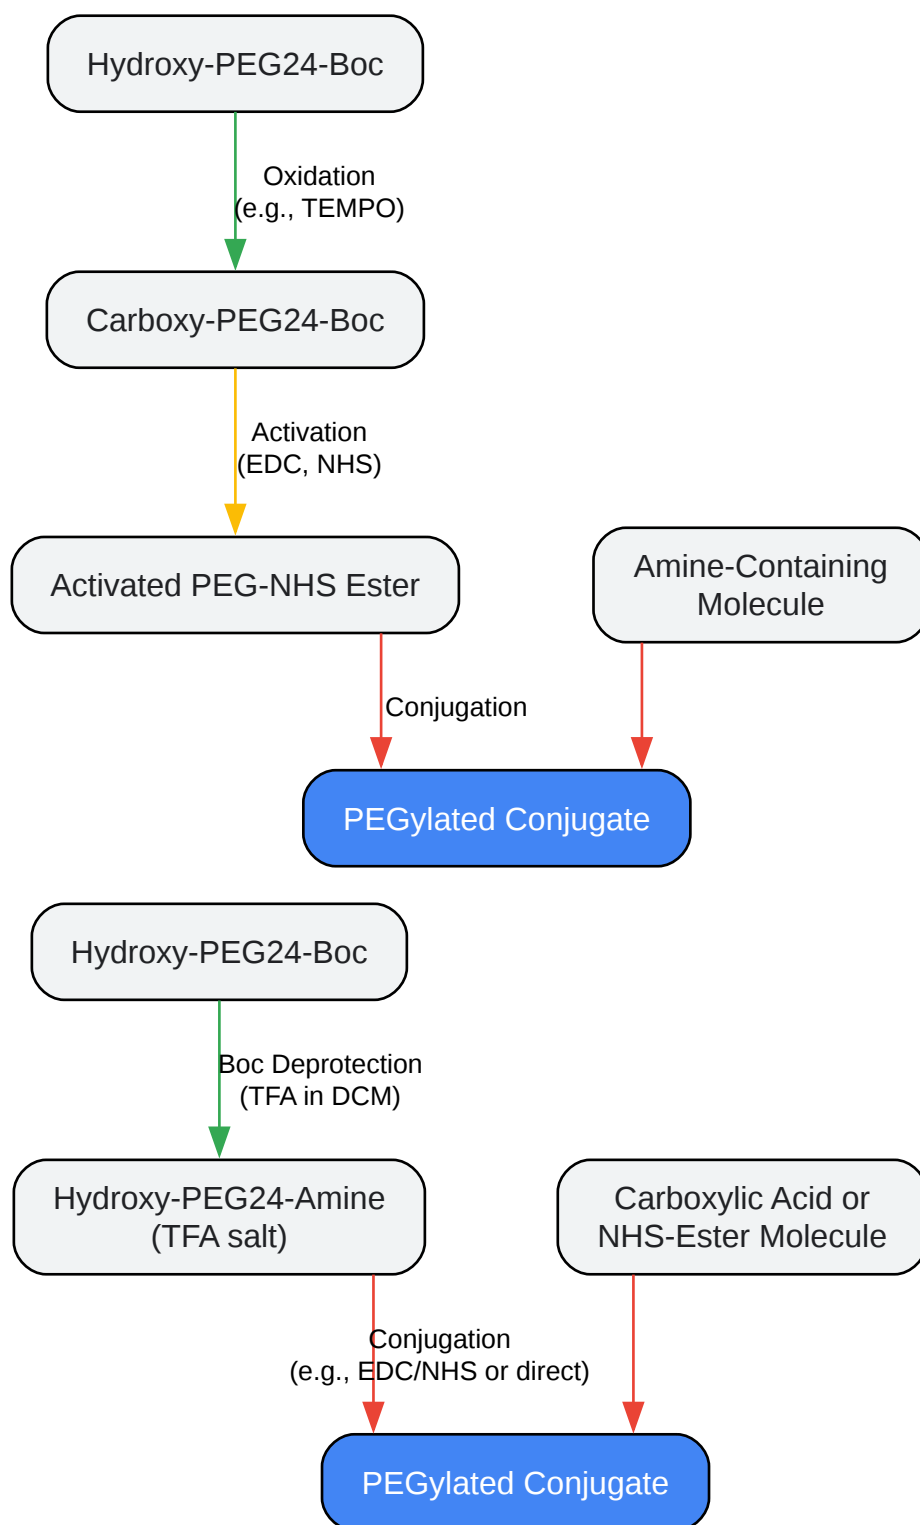 Hydroxy-PEG24-Boc
Oxidation
(e.g., TEMPO)
Carboxy-PEG24-Boc
Activation
(EDC, NHS)
Activated PEG-NHS Ester
Amine-Containing
Molecule
Conjugation
PEGylated Conjugate
Hydroxy-PEG24-Boc
Boc Deprotection
(TFA in DCM)
Hydroxy-PEG24-Amine
(TFA salt)
Carboxylic Acid or
NHS-Ester Molecule
Conjugation
(e.g., EDC/NHS or direct)
PEGylated Conjugate